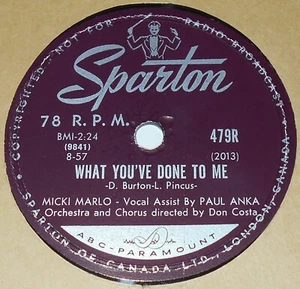 COPYRIGHTED · NOT FOR RADIO BROADCAST
Sparton
78 R.P.M.
BMI-2:24
479R
(9841)
8-57
(2013)
WHAT YOU'VE DONE TO ME
-D. Burton-L. Pincus-
MICKI MARLO - Vocal Assist By PAUL ANKA
Orchestra and Chorus directed by Don Costa
ABC-PARAMOUNT
SPARTON OF CANADA LTD., LONDON, CANADA